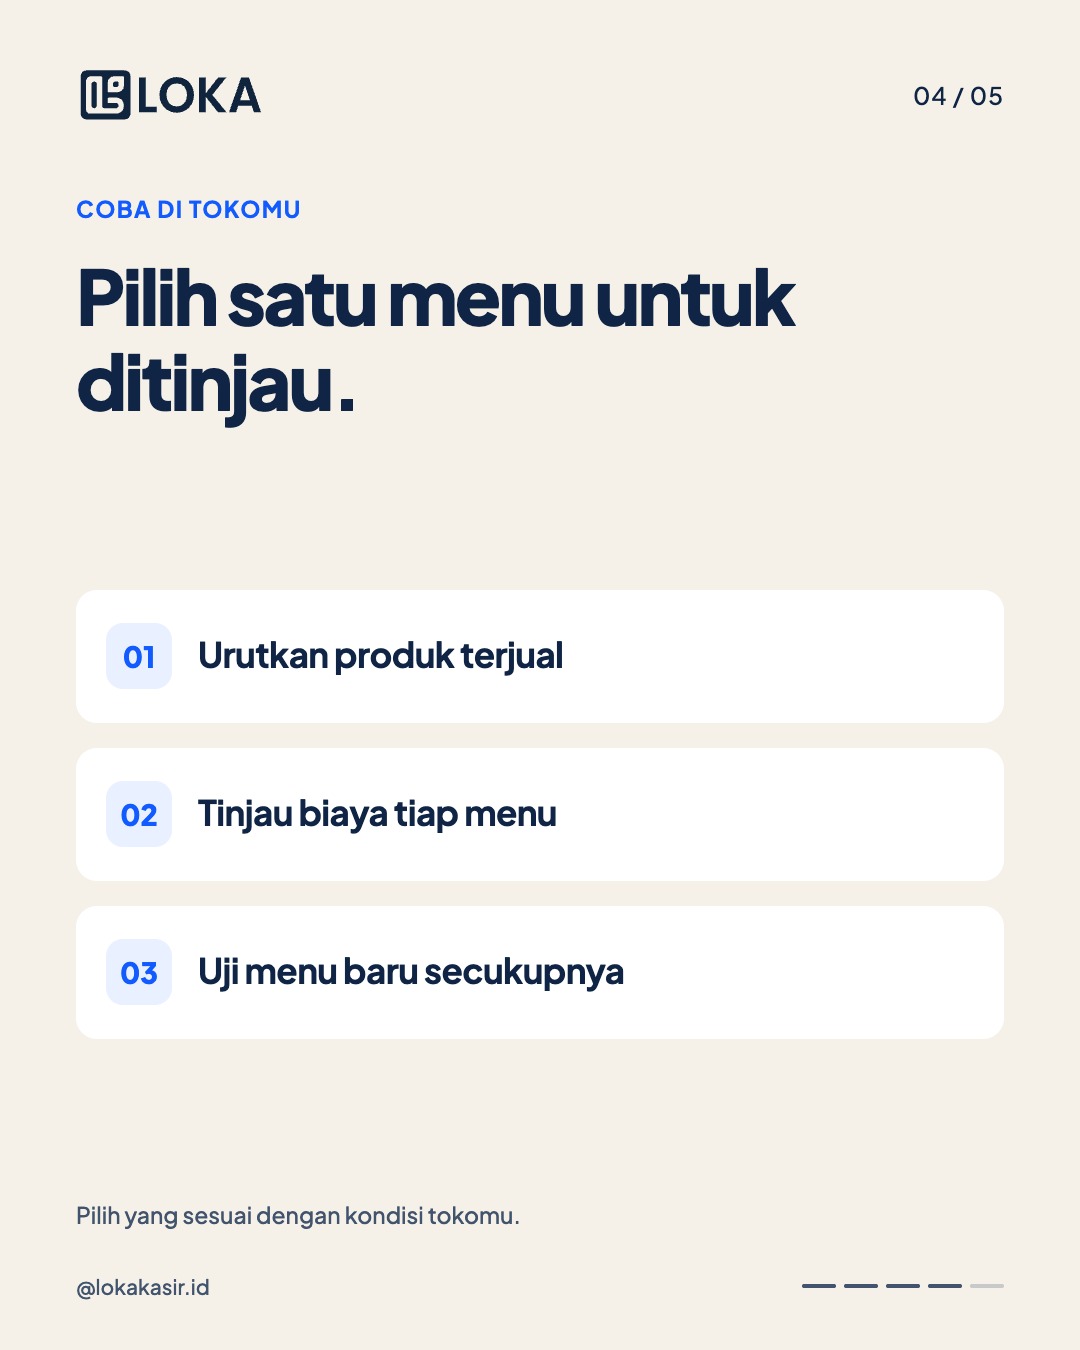 LOKA
04 / 05
COBA DI TOKOMU
Pilih satu menu untuk
ditinjau.
01 Urutkan produk terjual
02 Tinjau biaya tiap menu
03 Uji menu baru secukupnya
Pilih yang sesuai dengan kondisi tokomu.
@lokakasir.id